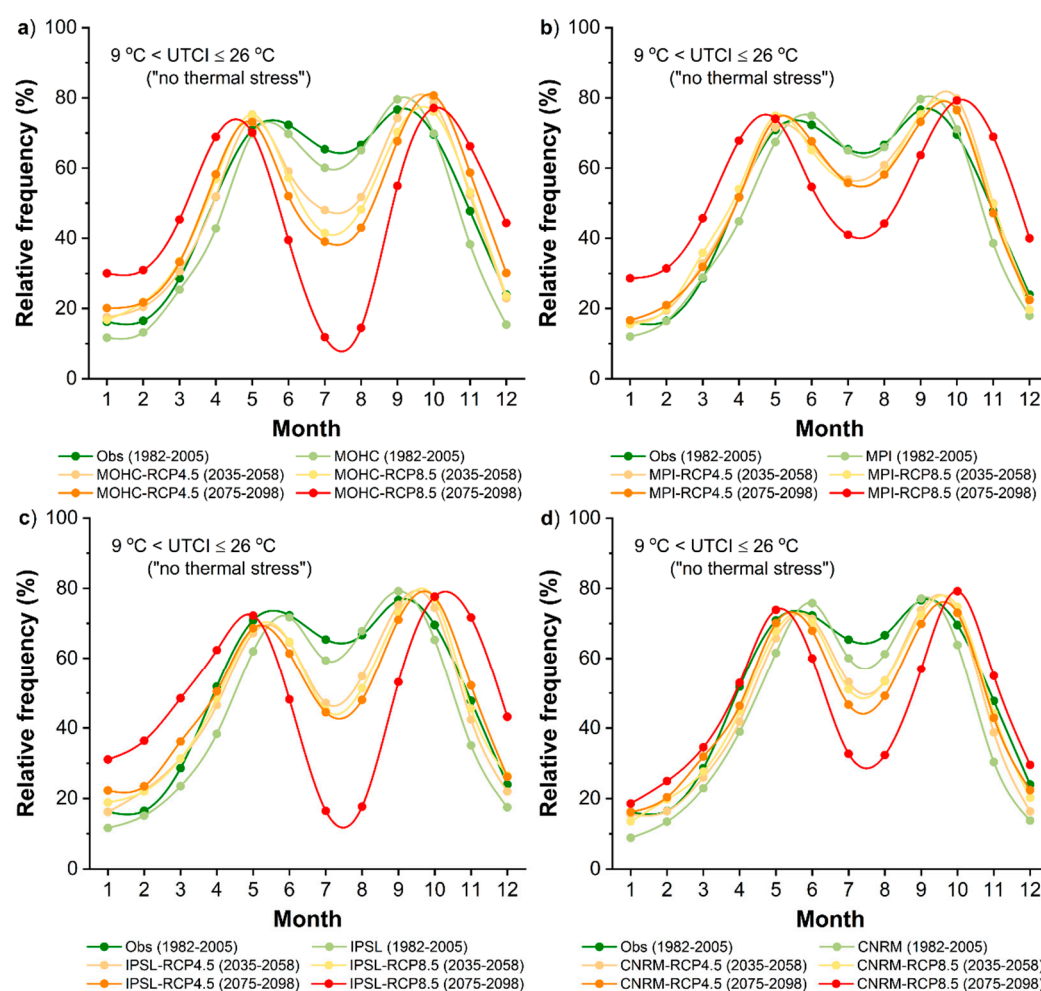 a)
9 °C < UTCI ≤ 26 °C
("no thermal stress")
Relative frequency (%)
100
80
60
40
20
0
1 2 3 4 5 6 7 8 9 10 11 12
Month
Obs (1982-2005) MOHC (1982-2005)
MOHC-RCP4.5 (2035-2058) MOHC-RCP8.5 (2035-2058)
MOHC-RCP4.5 (2075-2098) MOHC-RCP8.5 (2075-2098)
b)
9 °C < UTCI ≤ 26 °C
("no thermal stress")
Relative frequency (%)
100
80
60
40
20
0
1 2 3 4 5 6 7 8 9 10 11 12
Month
Obs (1982-2005) MPI (1982-2005)
MPI-RCP4.5 (2035-2058) MPI-RCP8.5 (2035-2058)
MPI-RCP4.5 (2075-2098) MPI-RCP8.5 (2075-2098)
c)
9 °C < UTCI ≤ 26 °C
("no thermal stress")
Relative frequency (%)
100
80
60
40
20
0
1 2 3 4 5 6 7 8 9 10 11 12
Month
Obs (1982-2005) IPSL (1982-2005)
IPSL-RCP4.5 (2035-2058) IPSL-RCP8.5 (2035-2058)
IPSL-RCP4.5 (2075-2098) IPSL-RCP8.5 (2075-2098)
d)
9 °C < UTCI ≤ 26 °C
("no thermal stress")
Relative frequency (%)
100
80
60
40
20
0
1 2 3 4 5 6 7 8 9 10 11 12
Month
Obs (1982-2005) CNRM (1982-2005)
CNRM-RCP4.5 (2035-2058) CNRM-RCP8.5 (2035-2058)
CNRM-RCP4.5 (2075-2098) CNRM-RCP8.5 (2075-2098)